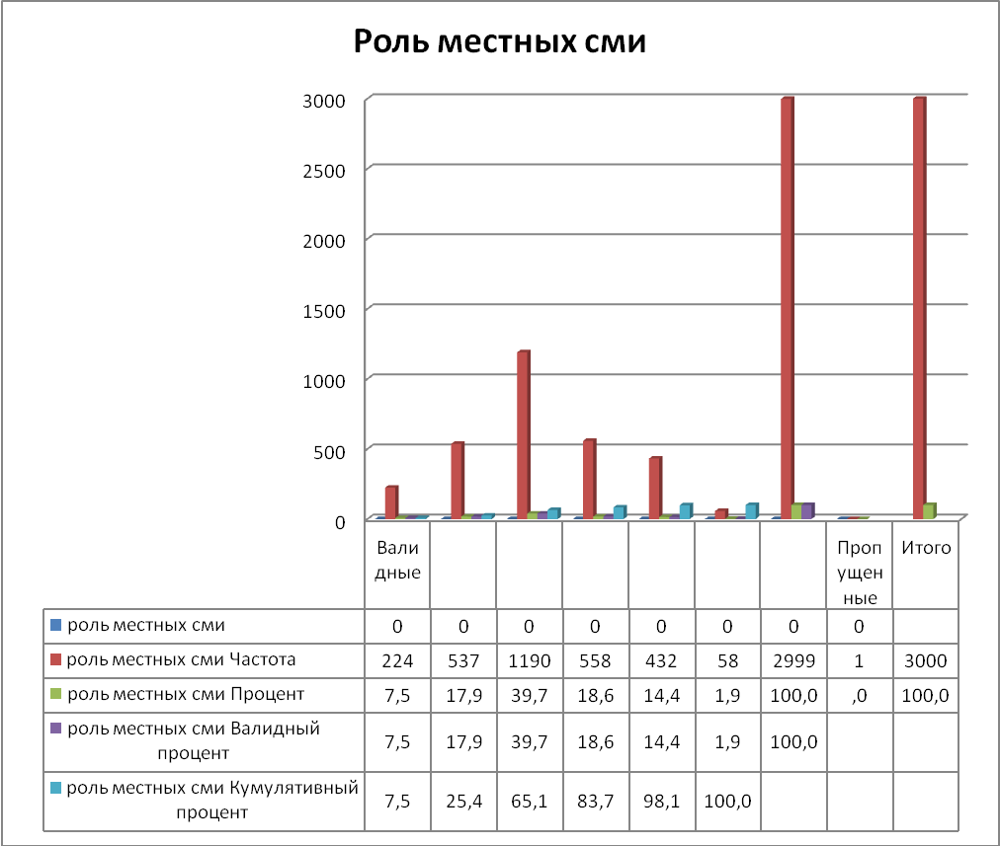 Роль местных сми
3000
2500
2000
1500
1000
500
0
Вали
дные
Проп
ущен
ные
Итого
роль местных сми 0 0 0 0 0 0 0 0
роль местных сми Частота 224 537 1190 558 432 58 2999 1 3000
роль местных сми Процент 7,5 17,9 39,7 18,6 14,4 1,9 100,0 ,0 100,0
роль местных сми Валидный
процент 7,5 17,9 39,7 18,6 14,4 1,9 100,0
роль местных сми Кумулятивный
процент 7,5 25,4 65,1 83,7 98,1 100,0